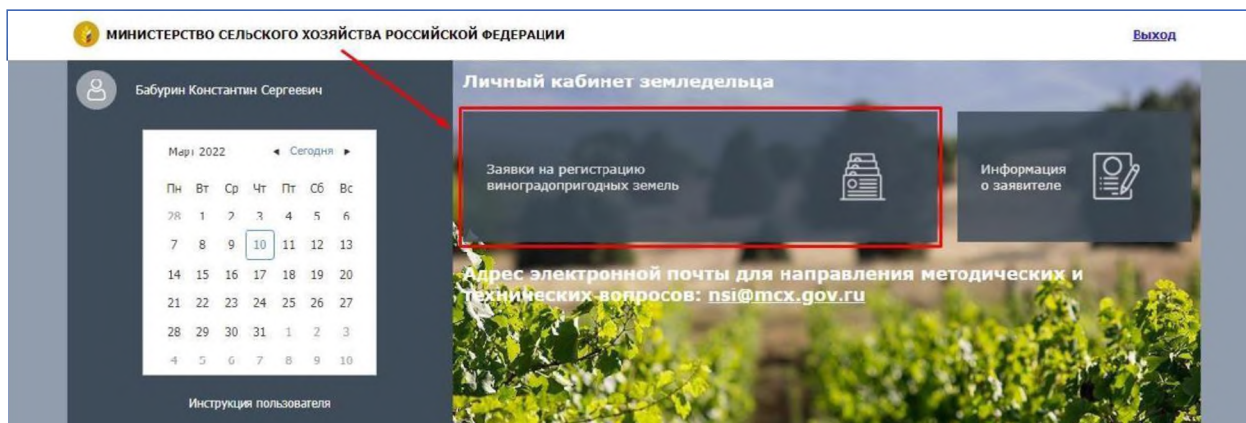 МИНИСТЕРСТВО СЕЛЬСКОГО ХОЗЯЙСТВА РОССИЙСКОЙ ФЕДЕРАЦИИ
Выход
Бабурин Константин Сергеевич
Март 2022 ◄ Сегодня ►
Пн Вт Ср Чт Пт Сб Вс
28 1 2 3 4 5 6
7 8 9 10 11 12 13
14 15 16 17 18 19 20
21 22 23 24 25 26 27
28 29 30 31 1 2 3
4 5 6 7 8 9 10
Инструкция пользователя
Личный кабинет земледельца
Заявки на регистрацию
виноградопригодных земель
Информация
о заявителе
Адрес электронной почты для направления методических и
технических вопросов: nsi@mcx.gov.ru